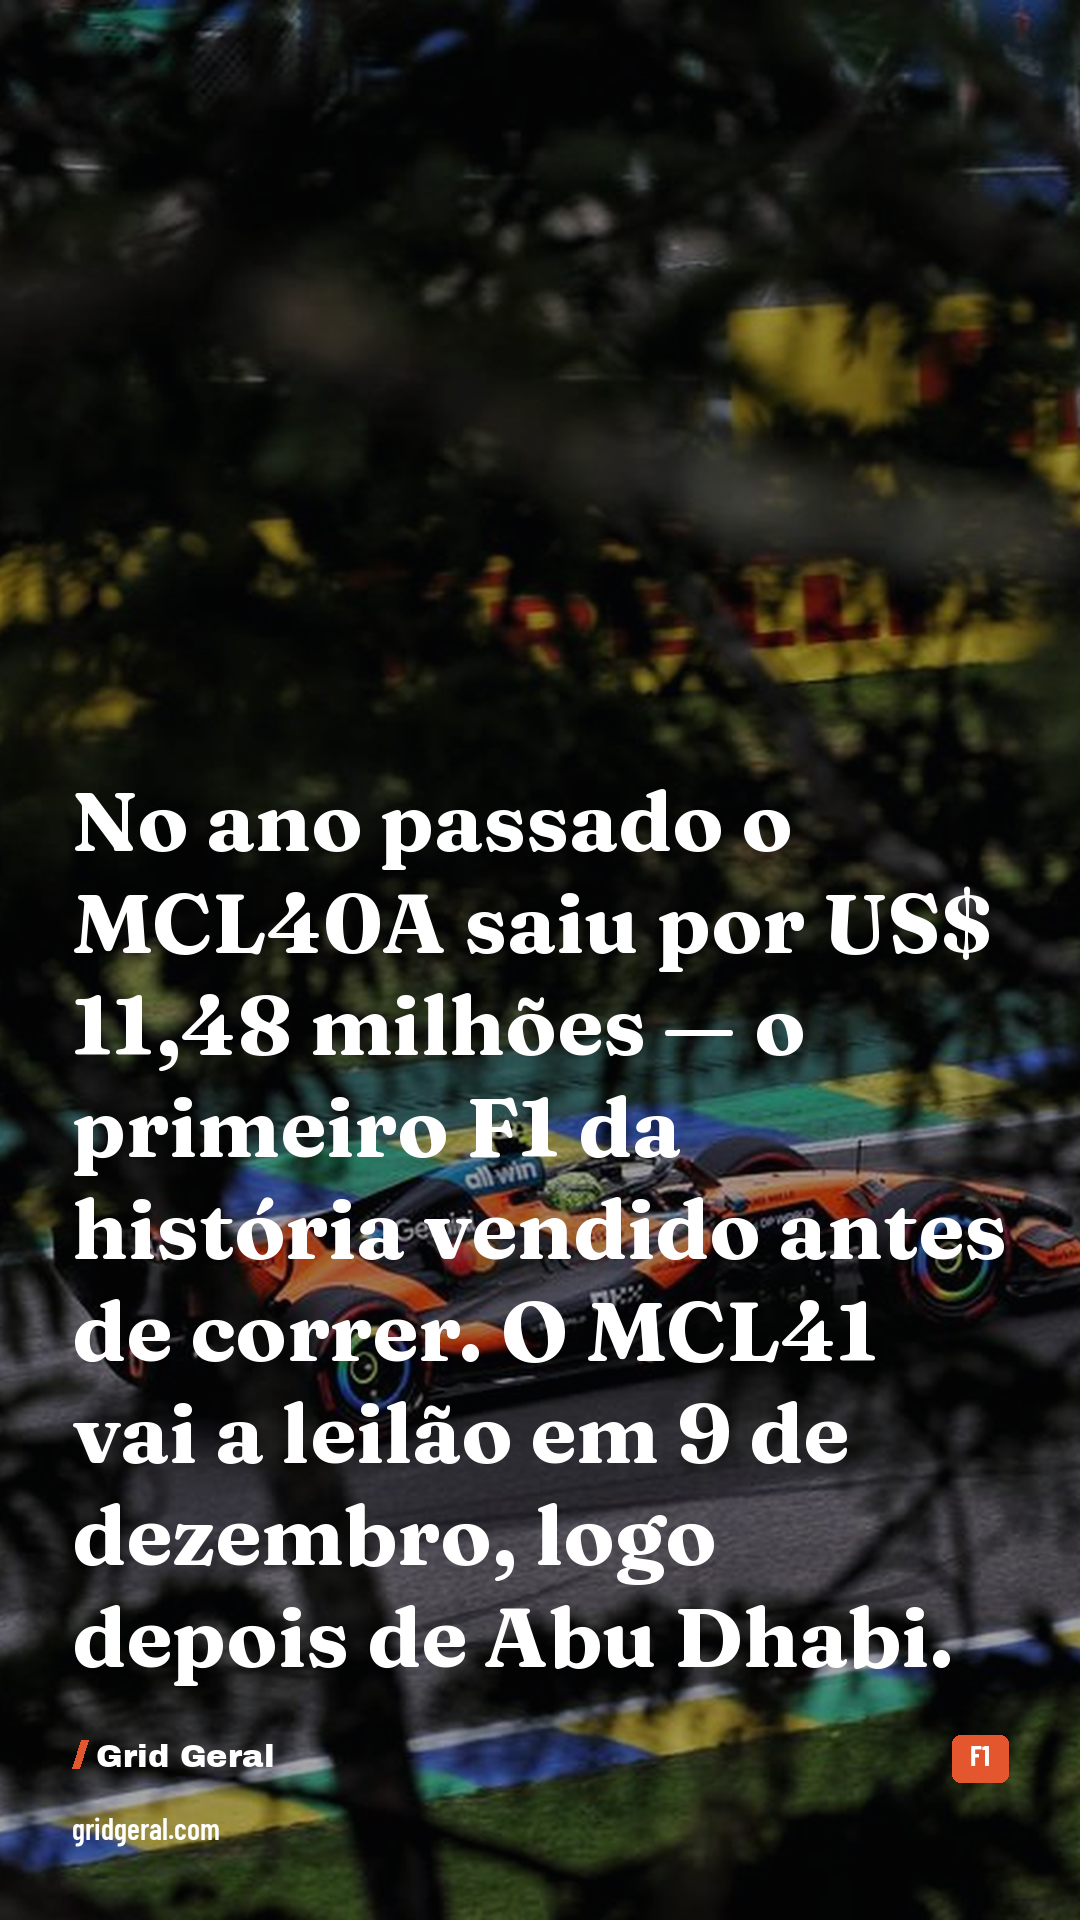 No ano passado o
MCL40A saiu por US$
11,48 milhões — o
primeiro F1 da
história vendido antes
de correr. O MCL41
vai a leilão em 9 de
dezembro, logo
depois de Abu Dhabi.
allwin
/ Grid Geral
F1
gridgeral.com